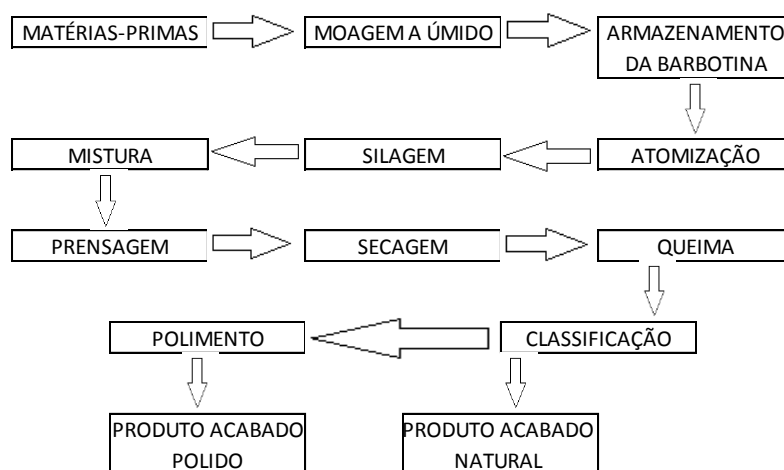 MATÉRIAS-PRIMAS
MOAGEM A ÚMIDO
ARMAZENAMENTO
DA BARBOTINA
MISTURA
SILAGEM
ATOMIZAÇÃO
PRENSAGEM
SECAGEM
QUEIMA
POLIMENTO
CLASSIFICAÇÃO
PRODUTO ACABADO
POLIDO
PRODUTO ACABADO
NATURAL